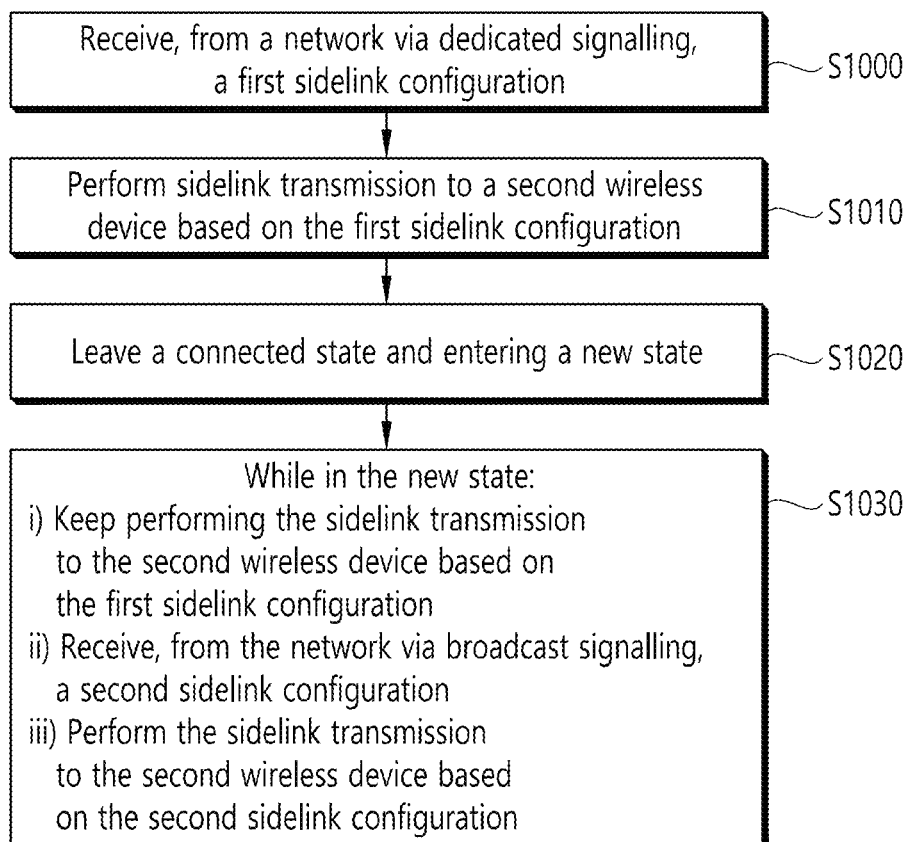 Receive, from a network via dedicated signalling,
a first sidelink configuration
S1000
Perform sidelink transmission to a second wireless
device based on the first sidelink configuration
S1010
Leave a connected state and entering a new state
S1020
While in the new state:
S1030
i) Keep performing the sidelink transmission
to the second wireless device based on
the first sidelink configuration
ii) Receive, from the network via broadcast signalling,
a second sidelink configuration
iii) Perform the sidelink transmission
to the second wireless device based
on the second sidelink configuration